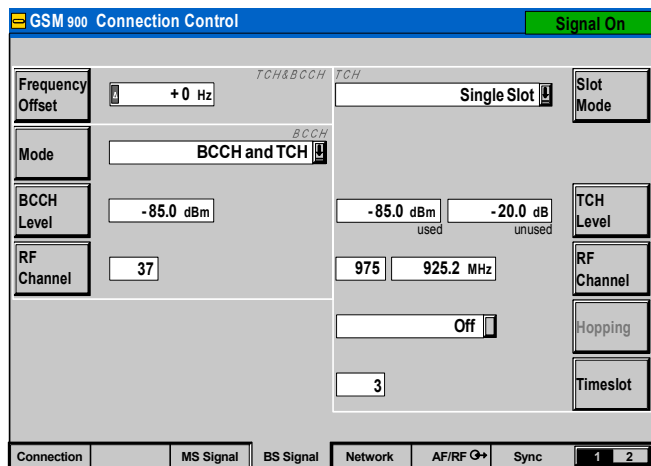 GSM 900 Connection Control
Signal On
TCH&BCCH
TCH
Frequency
Offset
+0 Hz
Single Slot
Slot
Mode
BCCH
Mode
BCCH and TCH
BCCH
Level
-85.0 dBm
-85.0 dBm
used
-20.0 dB
unused
TCH
Level
RF
Channel
37
975
925.2 MHz
RF
Channel
Off
Hopping
3
Timeslot
Connection
MS Signal
BS Signal
Network
AF/RF
Sync
1 2